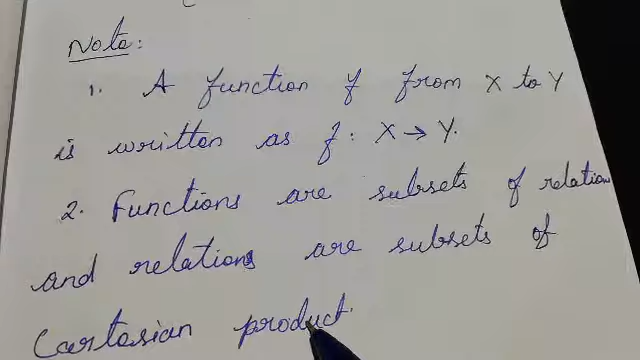 Note:
1. A function f from X to Y
is written as f: X → Y.
2. Functions are subsets of relation
and relations are subsets of
Cartesian product.